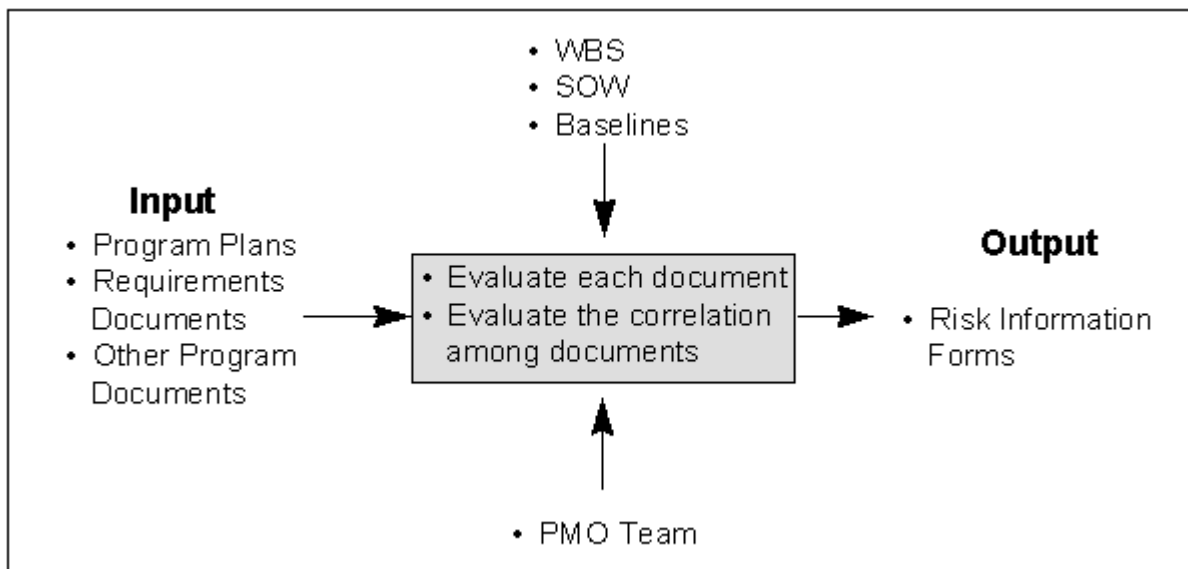 • WBS
• SOW
• Baselines
Input
• Program Plans
• Requirements
Documents
• Other Program
Documents
• Evaluate each document
• Evaluate the correlation
among documents
Output
• Risk Information
Forms
• PMO Team